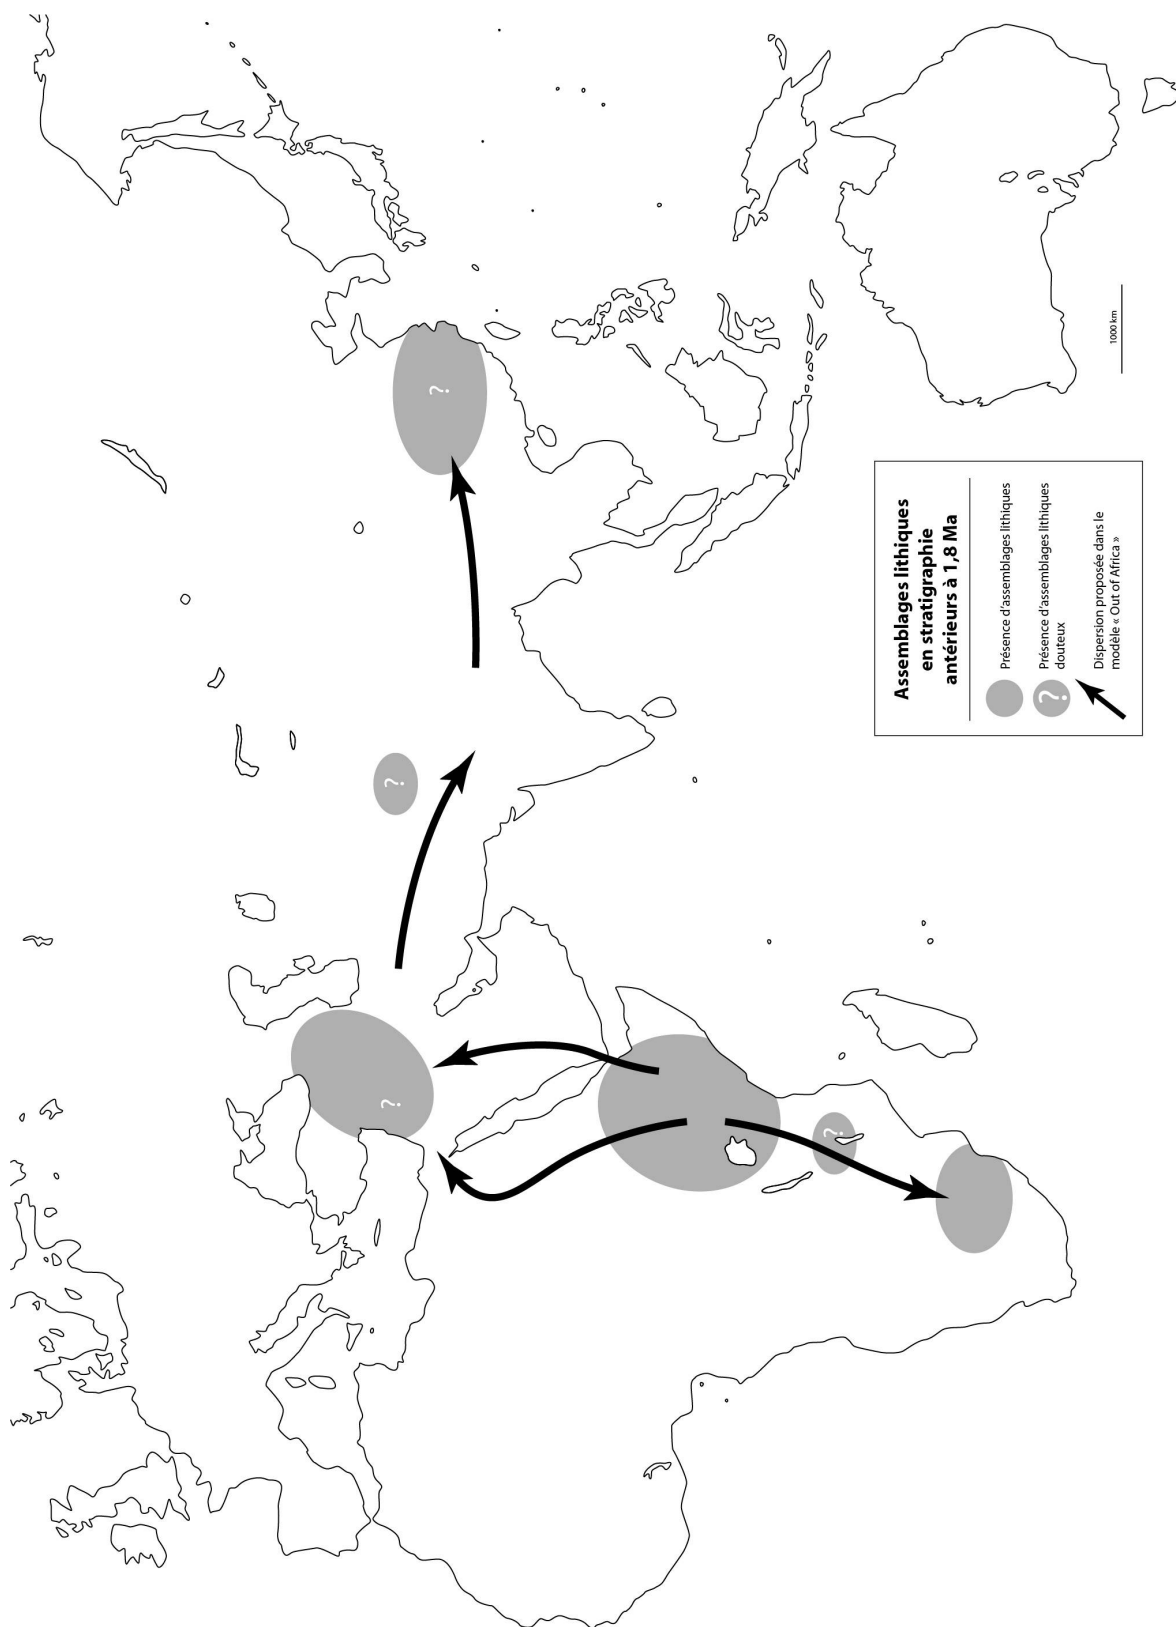 ?
?
?
?
Assemblages lithiques
en stratigraphie
antérieurs à 1,8 Ma
Présence d’assemblages lithiques
?
Présence d’assemblages lithiques
douteux
Dispersion proposée dans le
modèle « Out of Africa »
1000 km